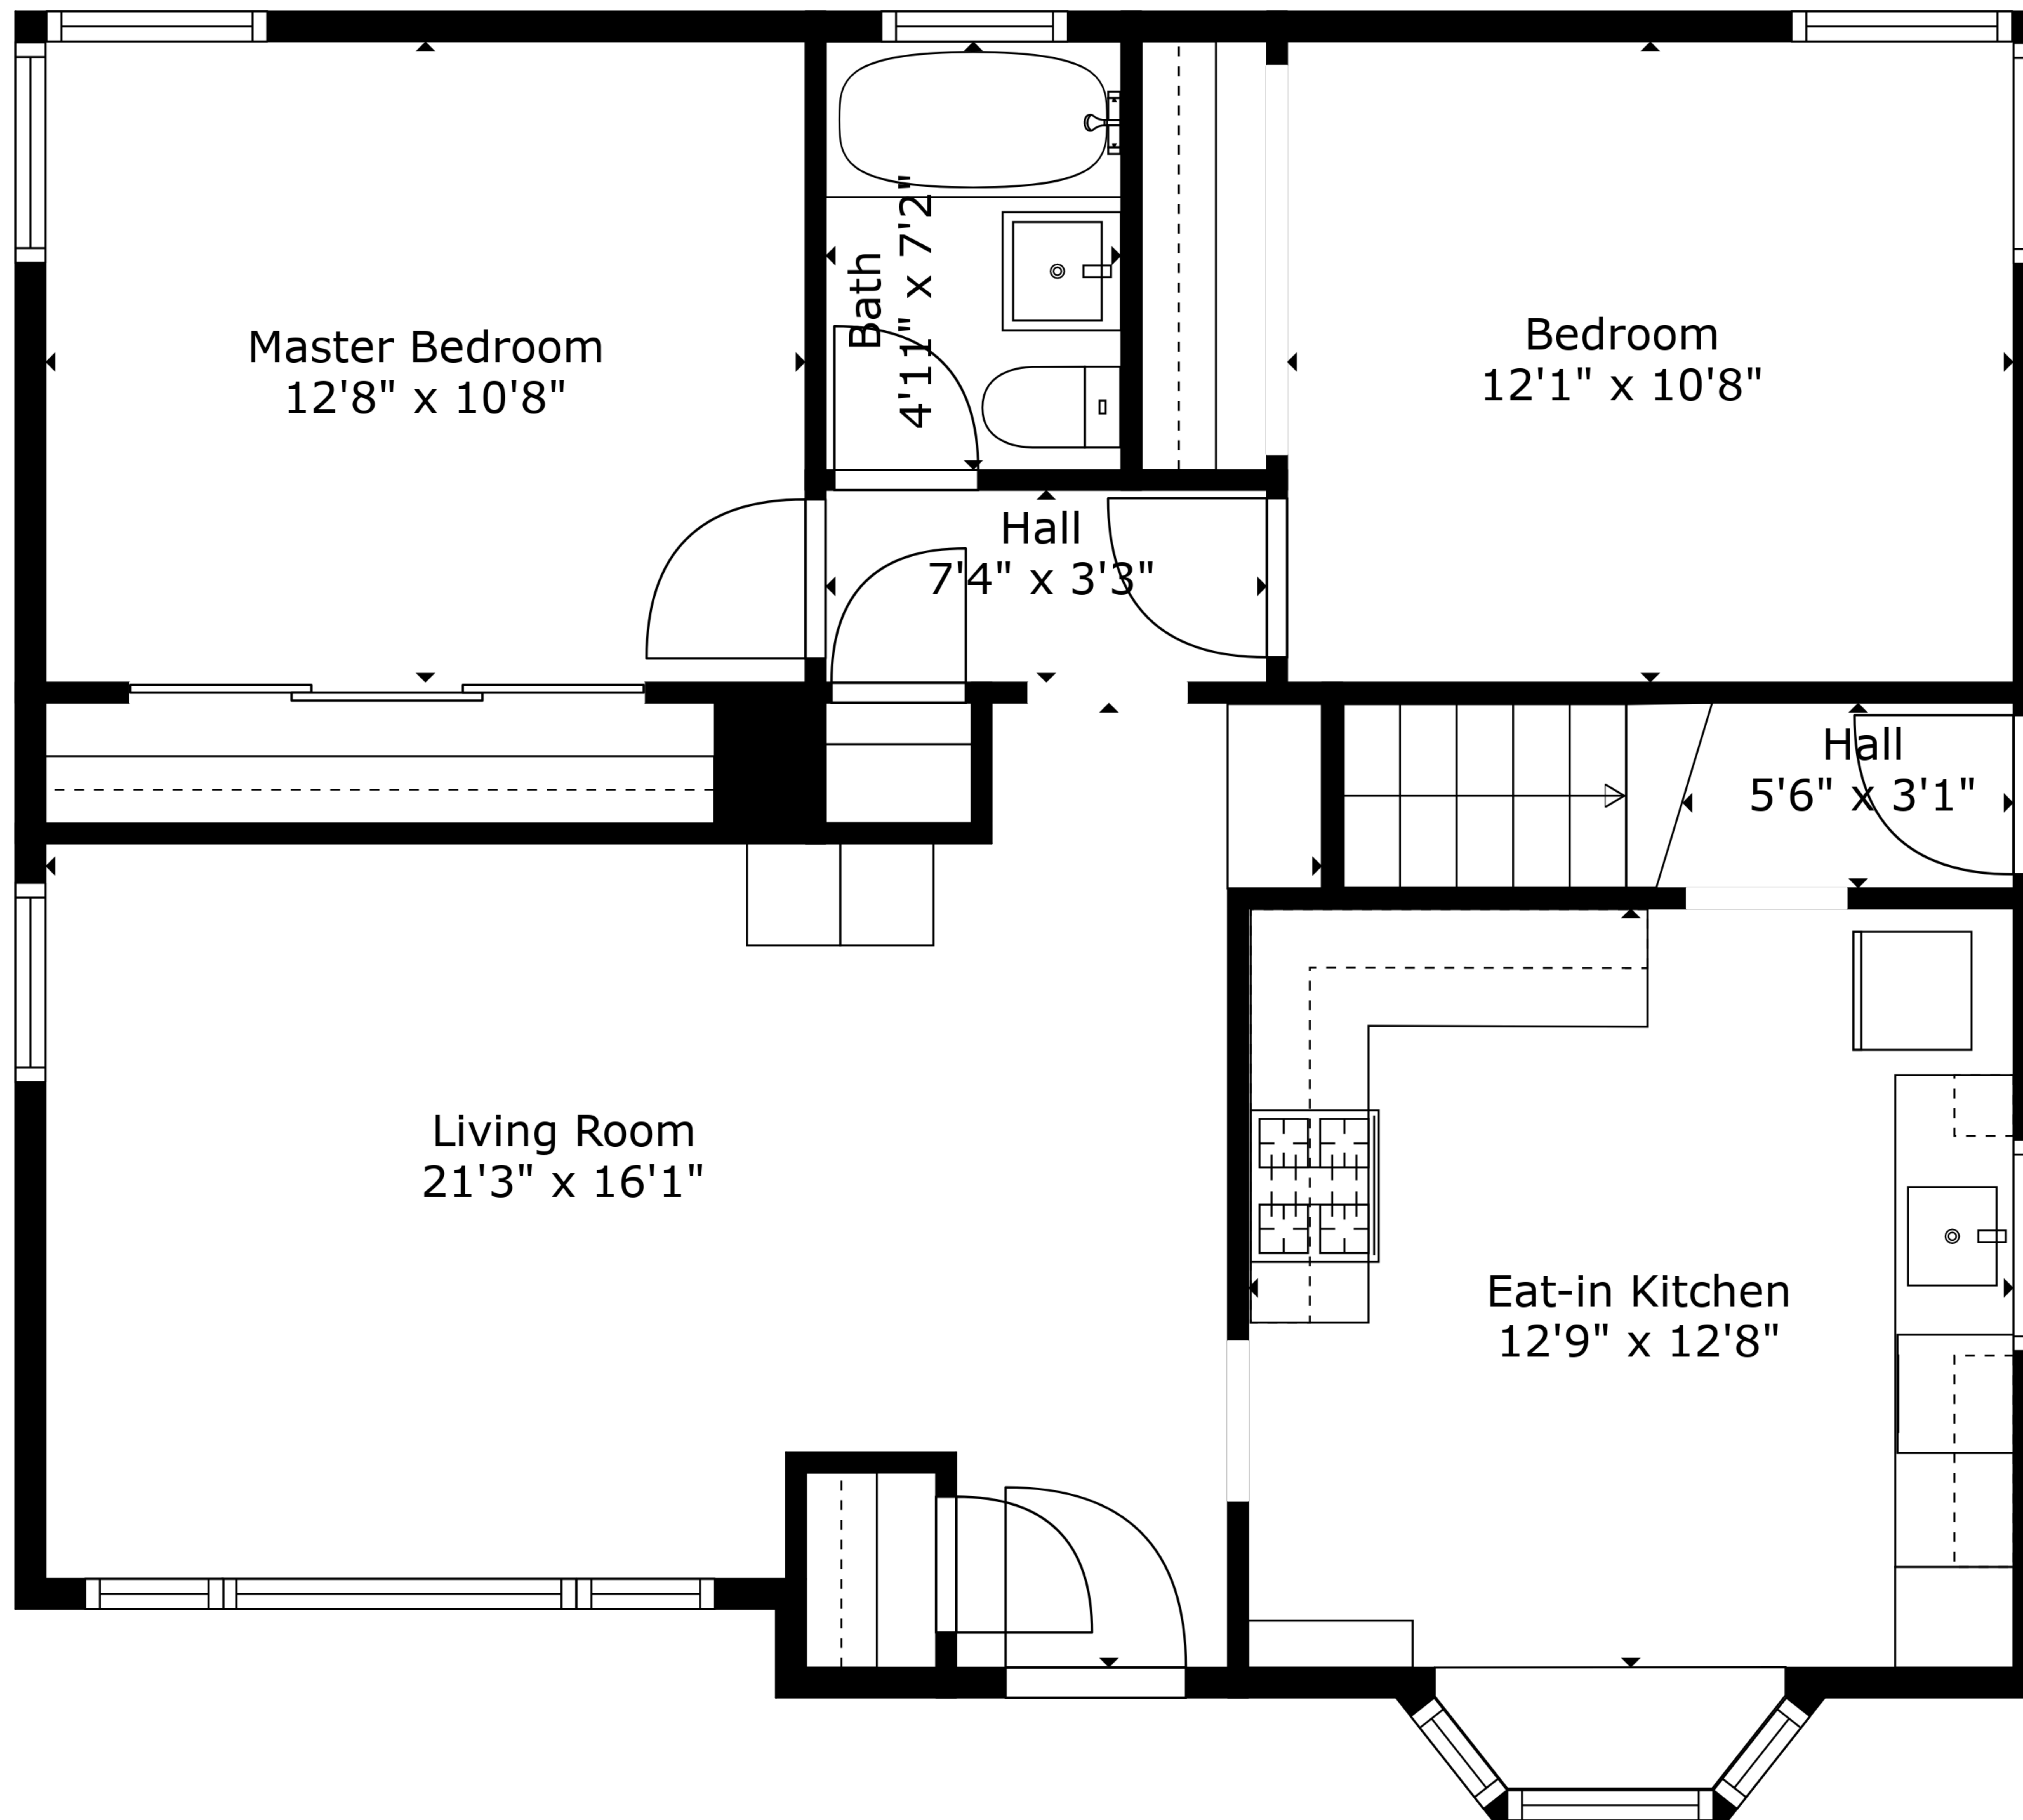 Master Bedroom
12'8" x 10'8"
Bath
4'11" x 7'2"
Bedroom
12'1" x 10'8"
Hall
7'4" x 3'3"
Hall
5'6" x 3'1"
Living Room
21'3" x 16'1"
Eat-in Kitchen
12'9" x 12'8"